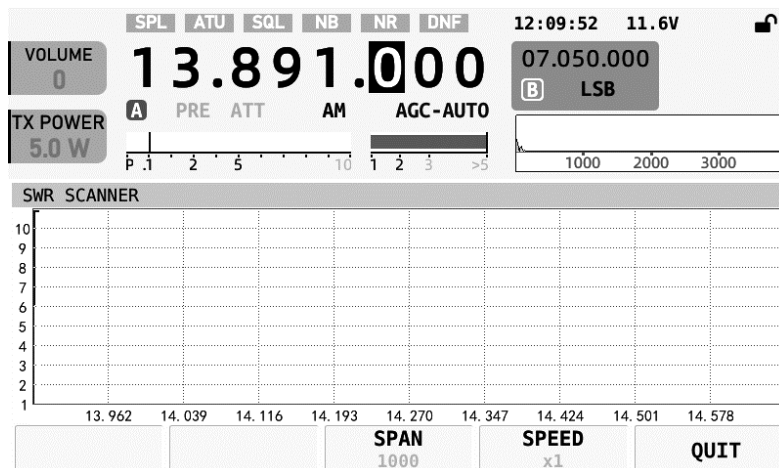 SPL ATU SQL NB NR DNF 12:09:52 11.6V
VOLUME
0
13.891.000
07.050.000
B LSB
A PRE ATT AM AGC-AUTO
TX POWER
5.0 W
P .1 2 5 10 1 2 3 >5
1000 2000 3000
SWR SCANNER
10
9
8
7
6
5
4
3
2
1
13.962 14.039 14.116 14.193 14.270 14.347 14.424 14.501 14.578
SPAN
1000
SPEED
x1
QUIT